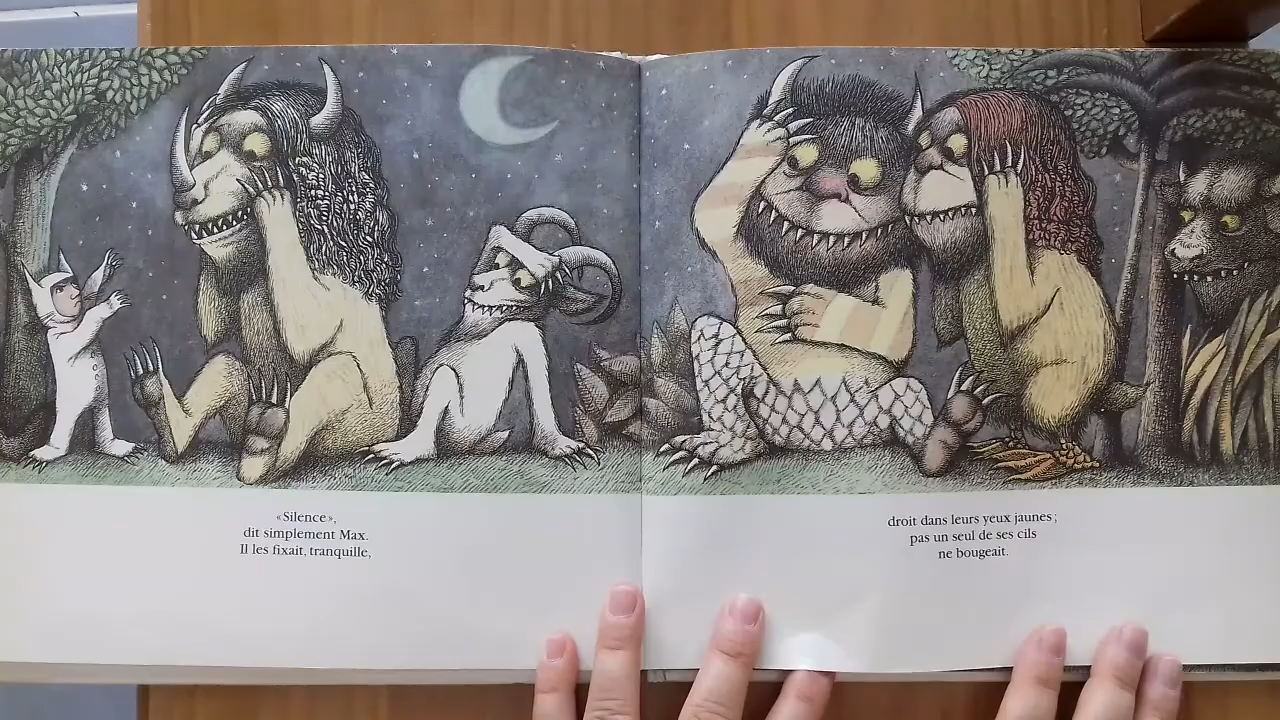 «Silence»,
dit simplement Max.
Il les fixait, tranquille,
droit dans leurs yeux jaunes ;
pas un seul de ses cils
ne bougeait.